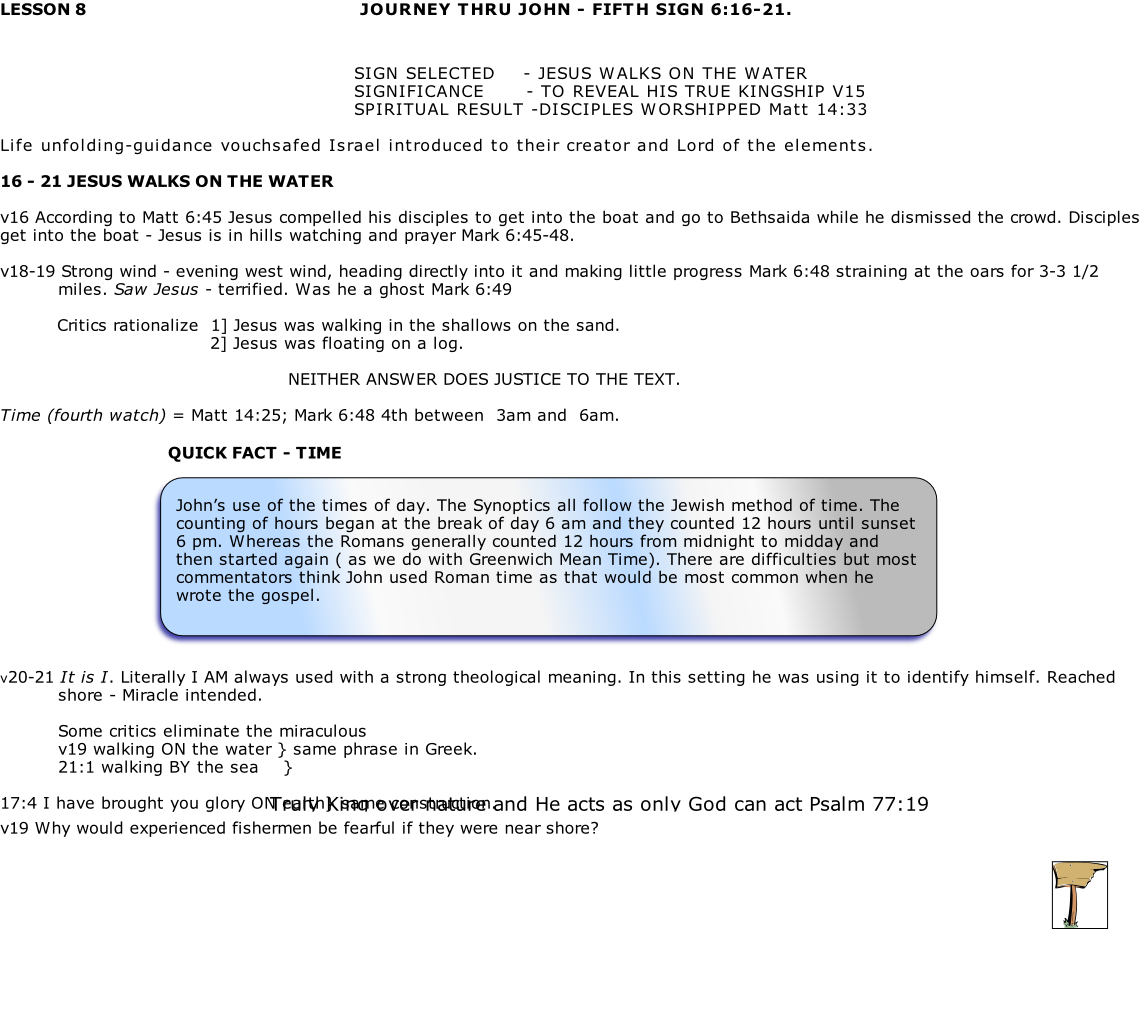 LESSON 8 JOURNEY THRU JOHN - FIFTH SIGN 6:16-21.
SIGN SELECTED - JESUS WALKS ON THE WATER
SIGNIFICANCE - TO REVEAL HIS TRUE KINGSHIP V15
SPIRITUAL RESULT -DISCIPLES WORSHIPPED Matt 14:33
Life unfolding-guidance vouchsafed Israel introduced to their creator and Lord of the elements.
16 - 21 JESUS WALKS ON THE WATER
v16 According to Matt 6:45 Jesus compelled his disciples to get into the boat and go to Bethsaida while he dismissed the crowd. Disciples
get into the boat - Jesus is in hills watching and prayer Mark 6:45-48.
v18-19 Strong wind - evening west wind, heading directly into it and making little progress Mark 6:48 straining at the oars for 3-3 1/2
miles. Saw Jesus - terrified. Was he a ghost Mark 6:49
Critics rationalize 1] Jesus was walking in the shallows on the sand.
2] Jesus was floating on a log.
NEITHER ANSWER DOES JUSTICE TO THE TEXT.
Time (fourth watch) = Matt 14:25; Mark 6:48 4th between 3am and 6am.
QUICK FACT - TIME
John’s use of the times of day. The Synoptics all follow the Jewish method of time. The
counting of hours began at the break of day 6 am and they counted 12 hours until sunset
6 pm. Whereas the Romans generally counted 12 hours from midnight to midday and
then started again ( as we do with Greenwich Mean Time). There are difficulties but most
commentators think John used Roman time as that would be most common when he
wrote the gospel.
v20-21 It is I. Literally I AM always used with a strong theological meaning. In this setting he was using it to identify himself. Reached
shore - Miracle intended.
Some critics eliminate the miraculous
v19 walking ON the water } same phrase in Greek.
21:1 walking BY the sea }
17:4 I have brought you glory ON earth} same construction.
Truly King over nature and He acts as only God can act Psalm 77:19
v19 Why would experienced fishermen be fearful if they were near shore?